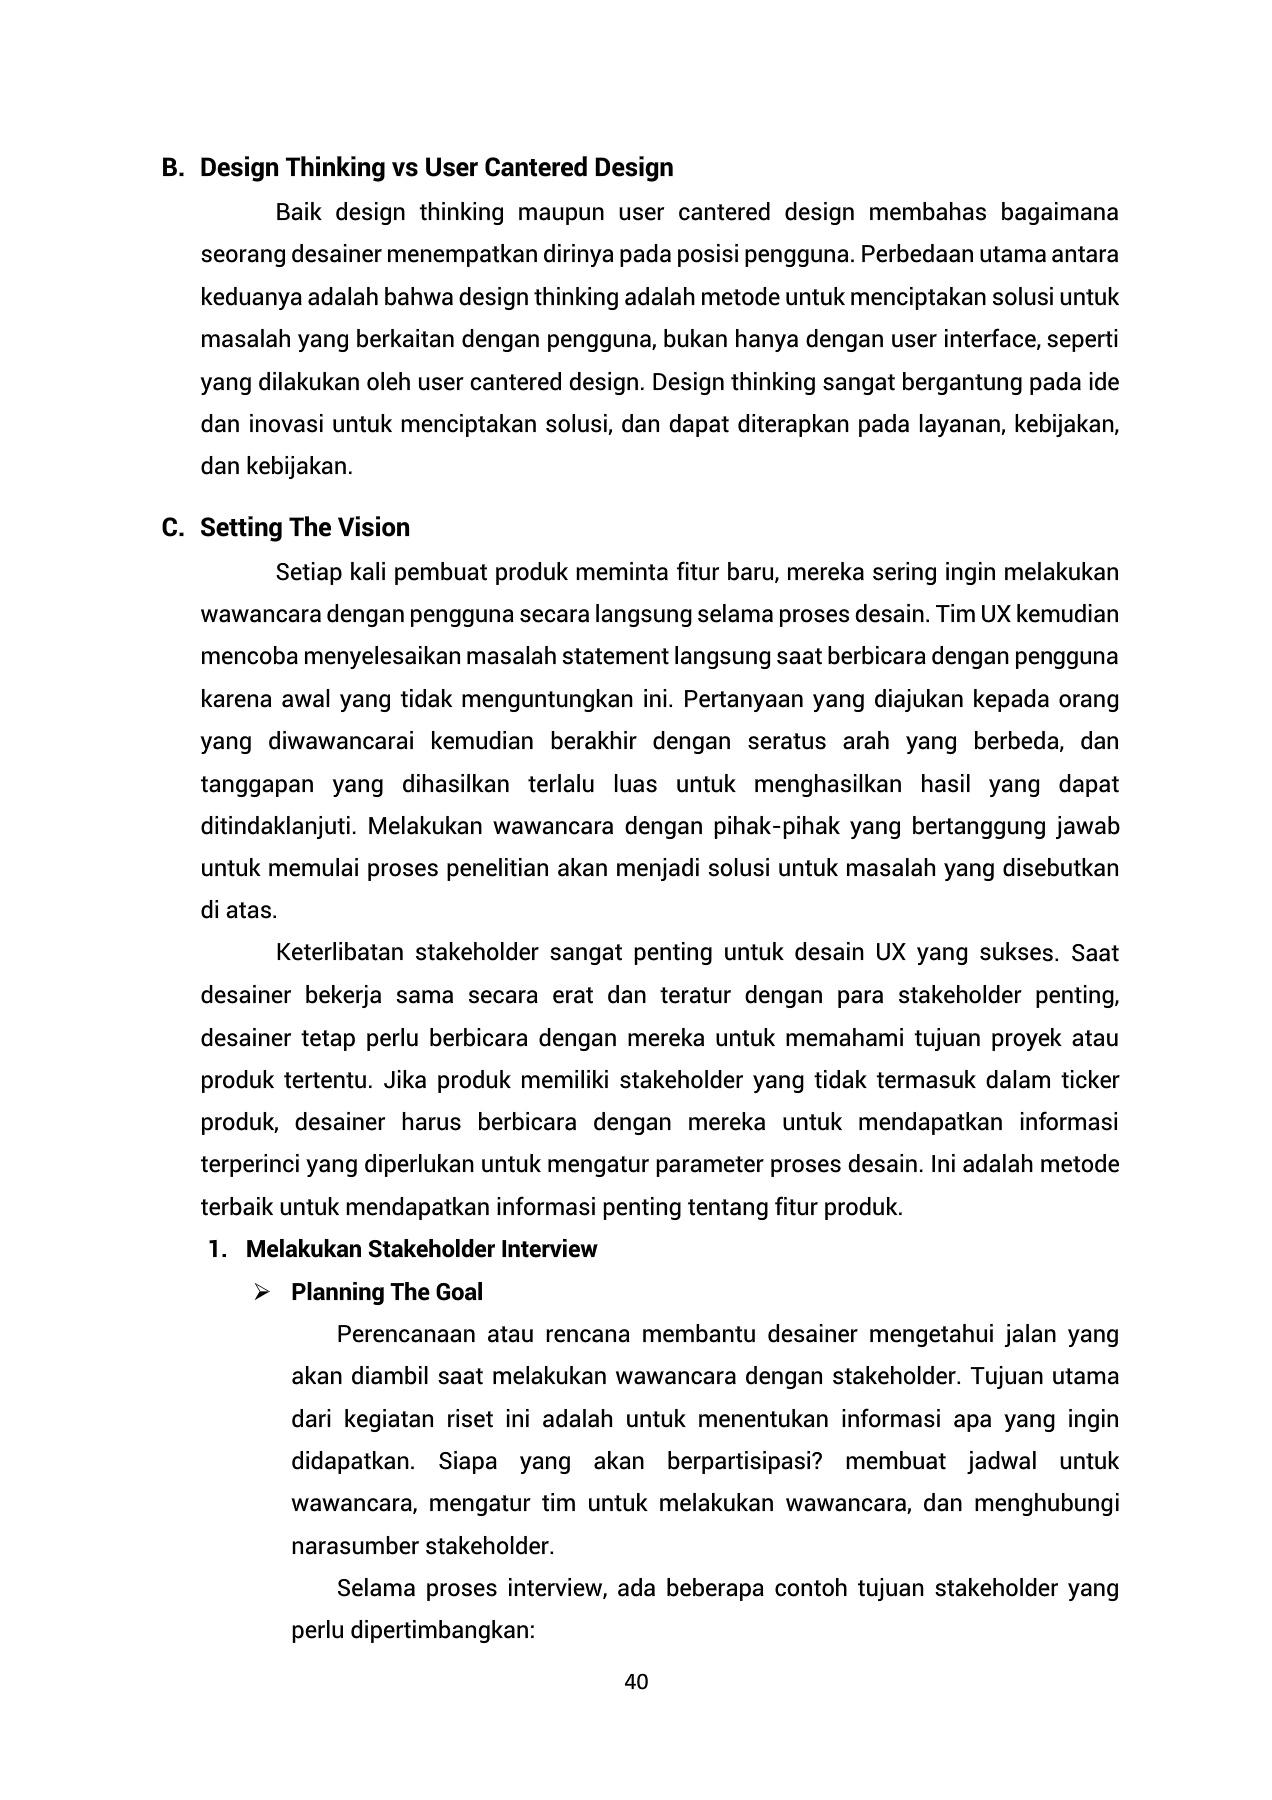 B. Design Thinking vs User Cantered Design
Baik design thinking maupun user cantered design membahas bagaimana
seorang desainer menempatkan dirinya pada posisi pengguna. Perbedaan utama antara
keduanya adalah bahwa design thinking adalah metode untuk menciptakan solusi untuk
masalah yang berkaitan dengan pengguna, bukan hanya dengan user interface, seperti
yang dilakukan oleh user cantered design. Design thinking sangat bergantung pada ide
dan inovasi untuk menciptakan solusi, dan dapat diterapkan pada layanan, kebijakan,
dan kebijakan.
C. Setting The Vision
Setiap kali pembuat produk meminta fitur baru, mereka sering ingin melakukan
wawancara dengan pengguna secara langsung selama proses desain. Tim UX kemudian
mencoba menyelesaikan masalah statement langsung saat berbicara dengan pengguna
karena awal yang tidak menguntungkan ini. Pertanyaan yang diajukan kepada orang
yang diwawancarai kemudian berakhir dengan seratus arah yang berbeda, dan
tanggapan yang dihasilkan terlalu luas untuk menghasilkan hasil yang dapat
ditindaklanjuti. Melakukan wawancara dengan pihak-pihak yang bertanggung jawab
untuk memulai proses penelitian akan menjadi solusi untuk masalah yang disebutkan
di atas.
Keterlibatan stakeholder sangat penting untuk desain UX yang sukses. Saat
desainer bekerja sama secara erat dan teratur dengan para stakeholder penting,
desainer tetap perlu berbicara dengan mereka untuk memahami tujuan proyek atau
produk tertentu. Jika produk memiliki stakeholder yang tidak termasuk dalam ticker
produk, desainer harus berbicara dengan mereka untuk mendapatkan informasi
terperinci yang diperlukan untuk mengatur parameter proses desain. Ini adalah metode
terbaik untuk mendapatkan informasi penting tentang fitur produk.
1. Melakukan Stakeholder Interview
➢ Planning The Goal
Perencanaan atau rencana membantu desainer mengetahui jalan yang
akan diambil saat melakukan wawancara dengan stakeholder. Tujuan utama
dari kegiatan riset ini adalah untuk menentukan informasi apa yang ingin
didapatkan. Siapa yang akan berpartisipasi? membuat jadwal untuk
wawancara, mengatur tim untuk melakukan wawancara, dan menghubungi
narasumber stakeholder.
Selama proses interview, ada beberapa contoh tujuan stakeholder yang
perlu dipertimbangkan:
40